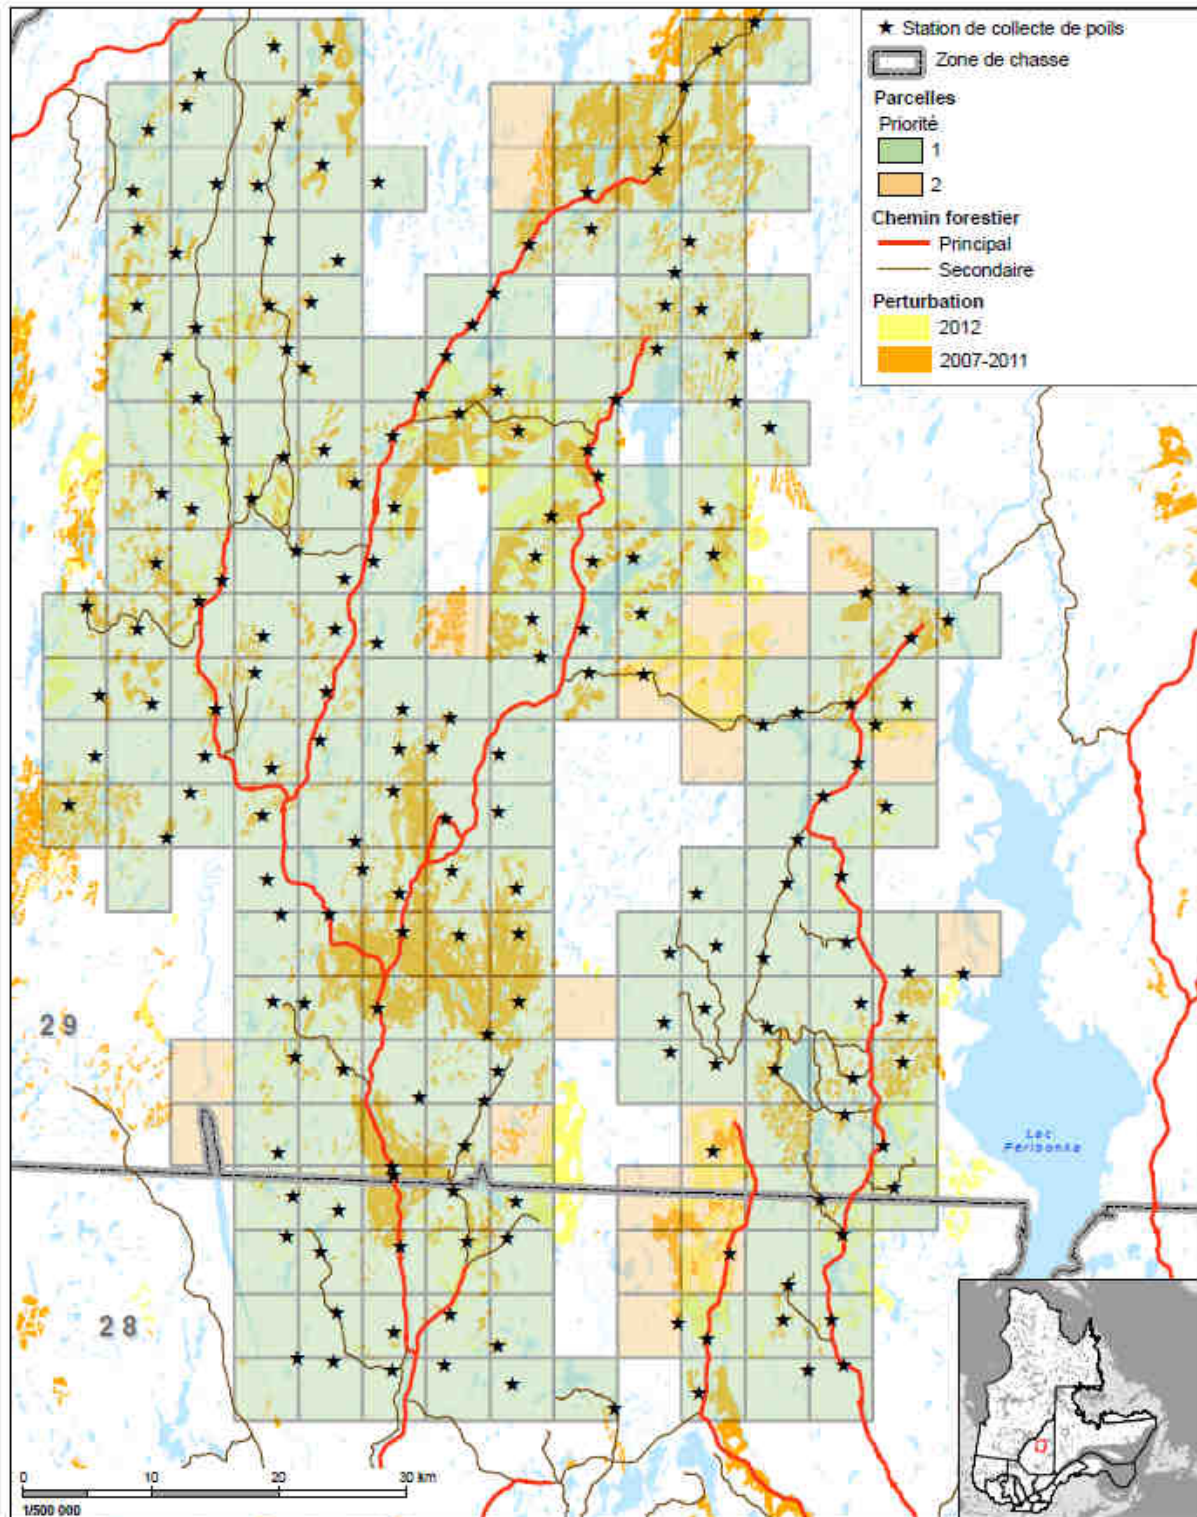 Station de collecte de poils
Zone de chasse
Parcelles
Priorité
1
2
Chemin forestier
Principal
Secondaire
Perturbation
2012
2007-2011
29
Lac
Péribonka
28
0 10 20 30 km
1/500 000